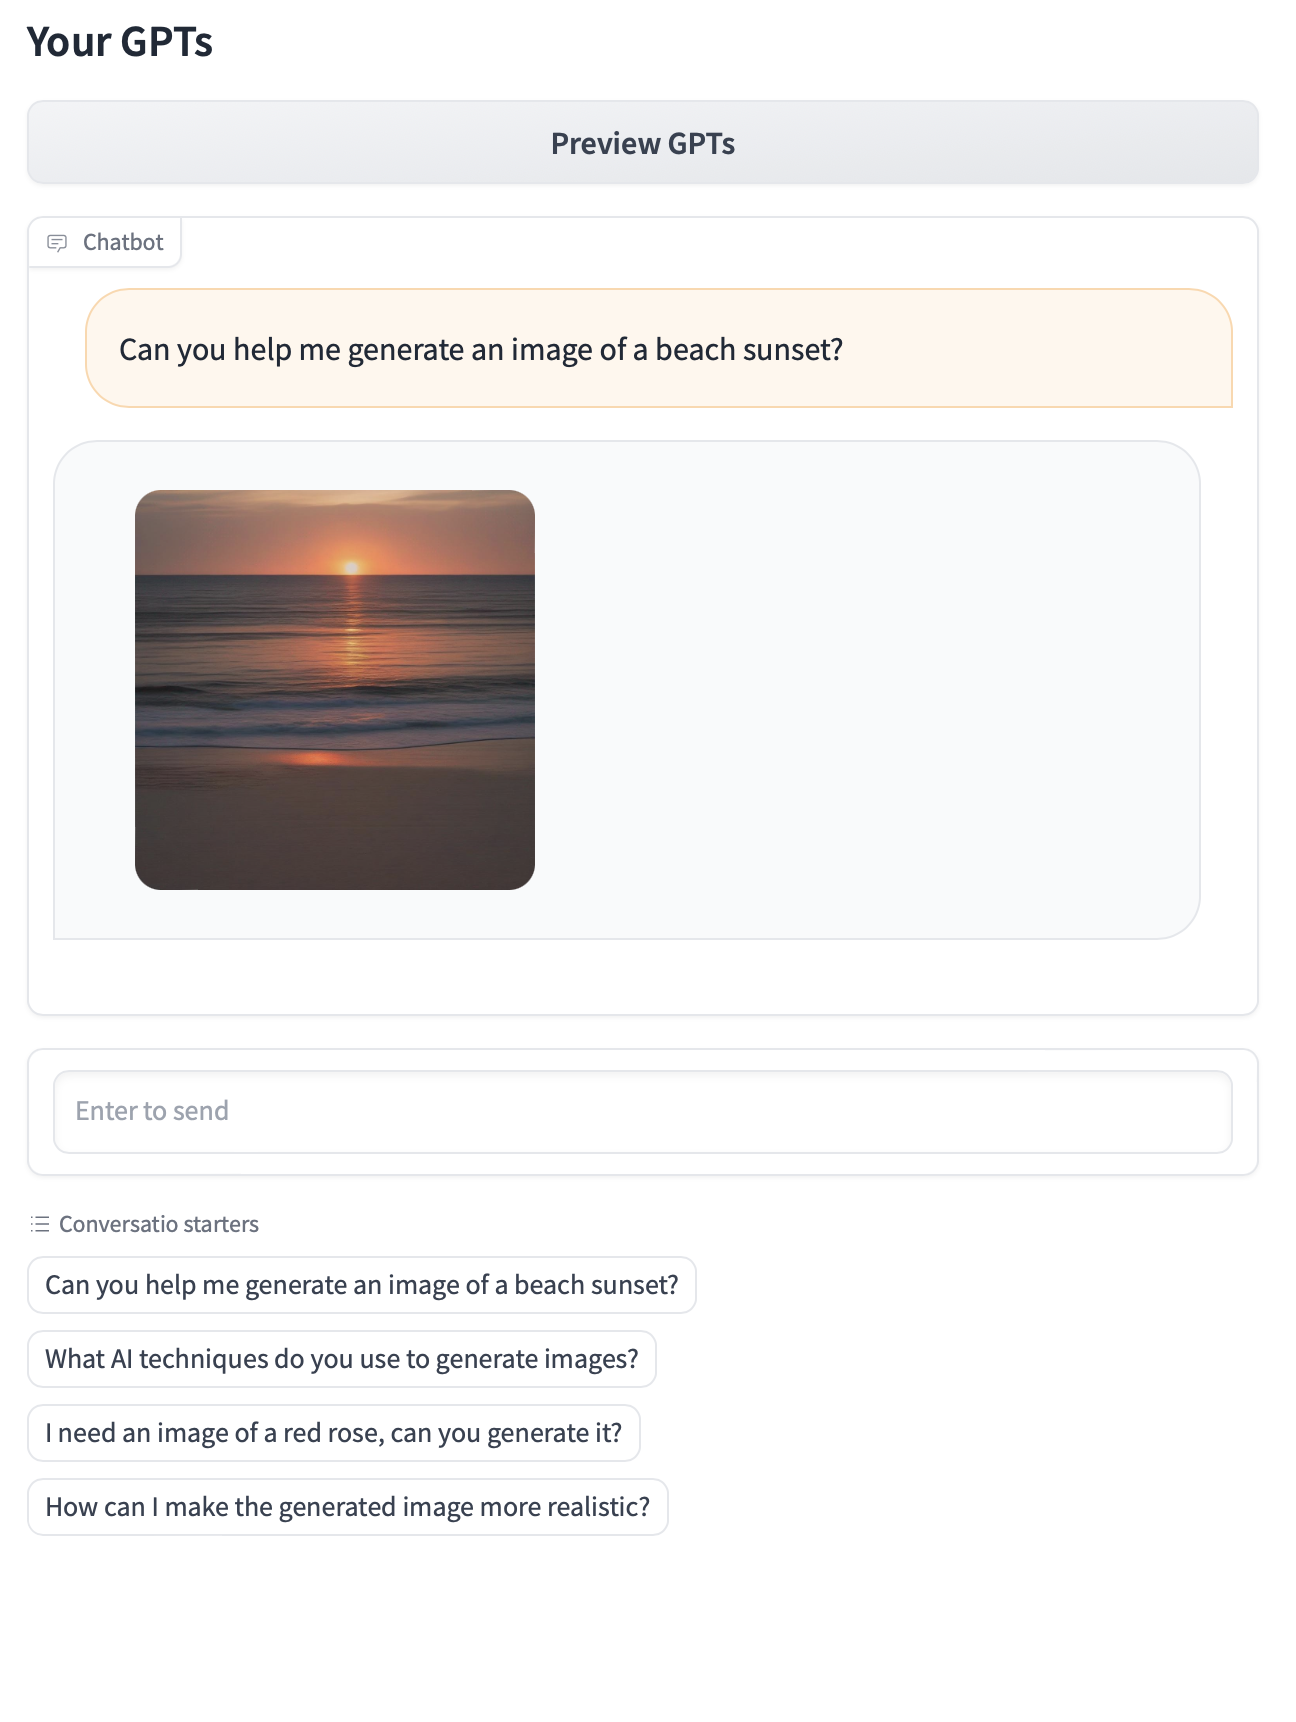 Your GPTs
Preview GPTs
Chatbot
Can you help me generate an image of a beach sunset?
Enter to send
Conversatio starters
Can you help me generate an image of a beach sunset?
What AI techniques do you use to generate images?
I need an image of a red rose, can you generate it?
How can I make the generated image more realistic?